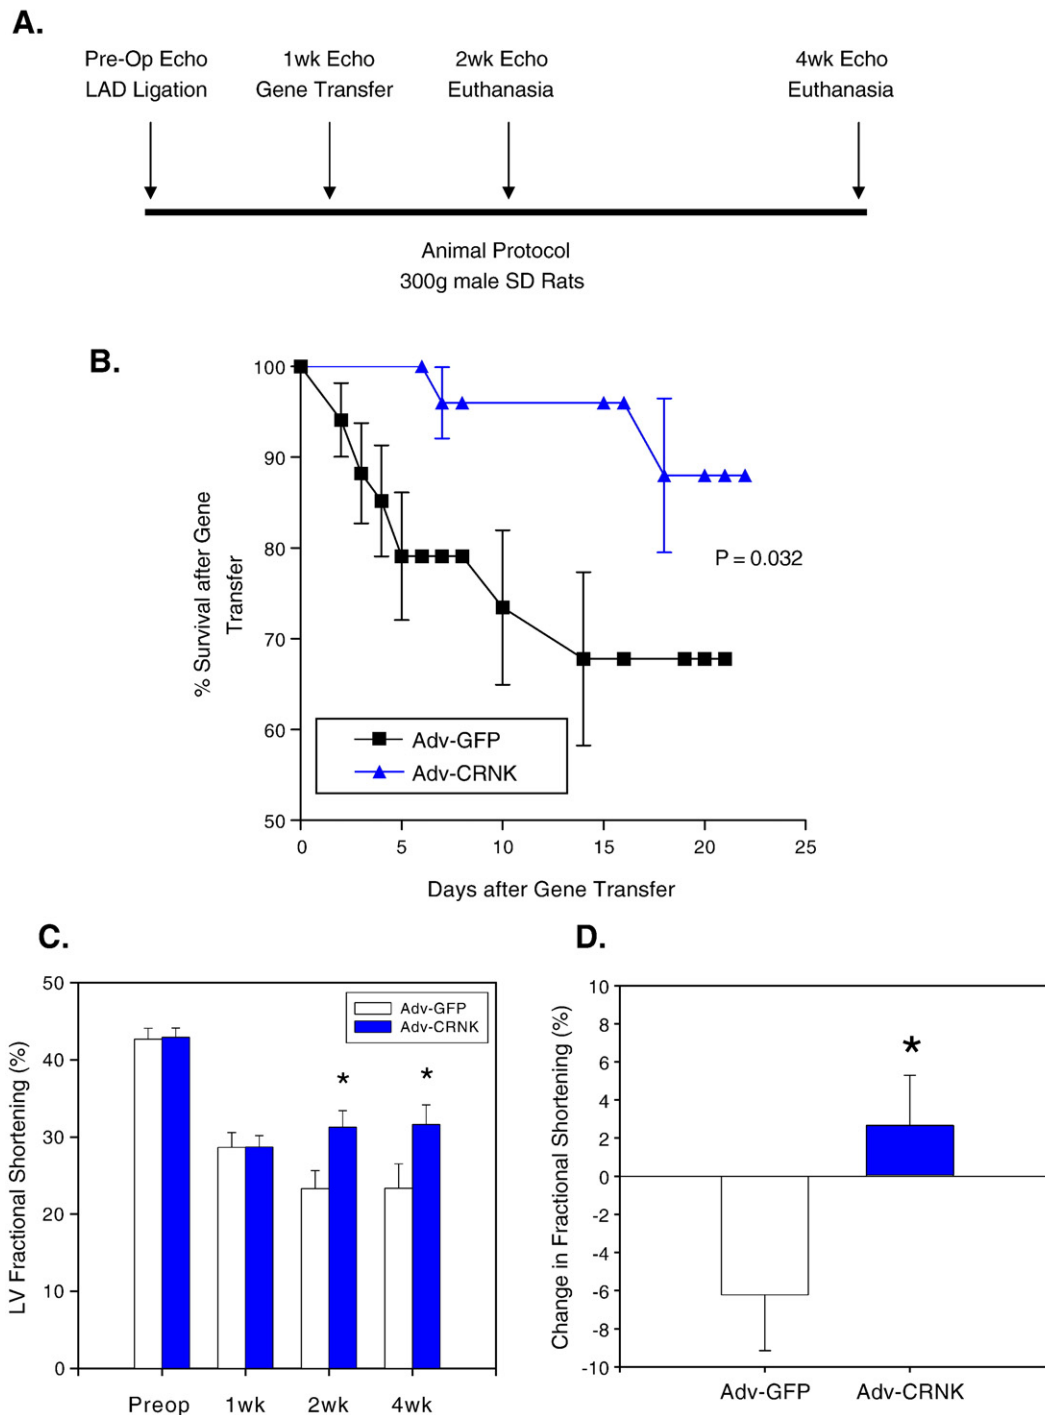 A.
Pre-Op Echo
LAD Ligation
1wk Echo
Gene Transfer
2wk Echo
Euthanasia
4wk Echo
Euthanasia
Animal Protocol
300g male SD Rats
B.
% Survival after Gene
Transfer
100
90
80
70
60
50
P = 0.032
Adv-GFP
Adv-CRNK
0 5 10 15 20 25
Days after Gene Transfer
C.
LV Fractional Shortening (%)
50
40
30
20
10
0
Adv-GFP
Adv-CRNK
*
*
Preop 1wk 2wk 4wk
D.
Change in Fractional Shortening (%)
10
8
6
4
2
0
-2
-4
-6
-8
-10
*
Adv-GFP Adv-CRNK